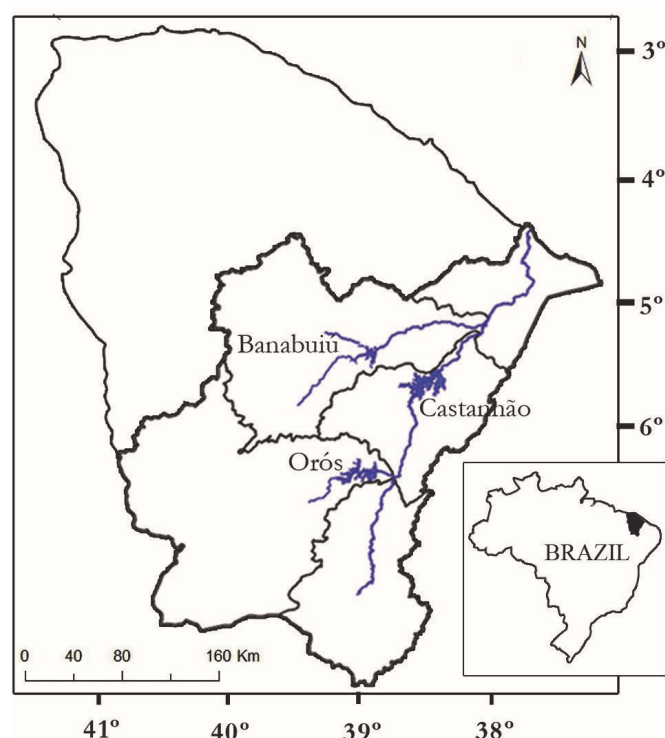 N
3º
4º
5º
6º
Banabuiú
Castanhão
Orós
BRAZIL
0 40 80 160 Km
41º 40º 39º 38º